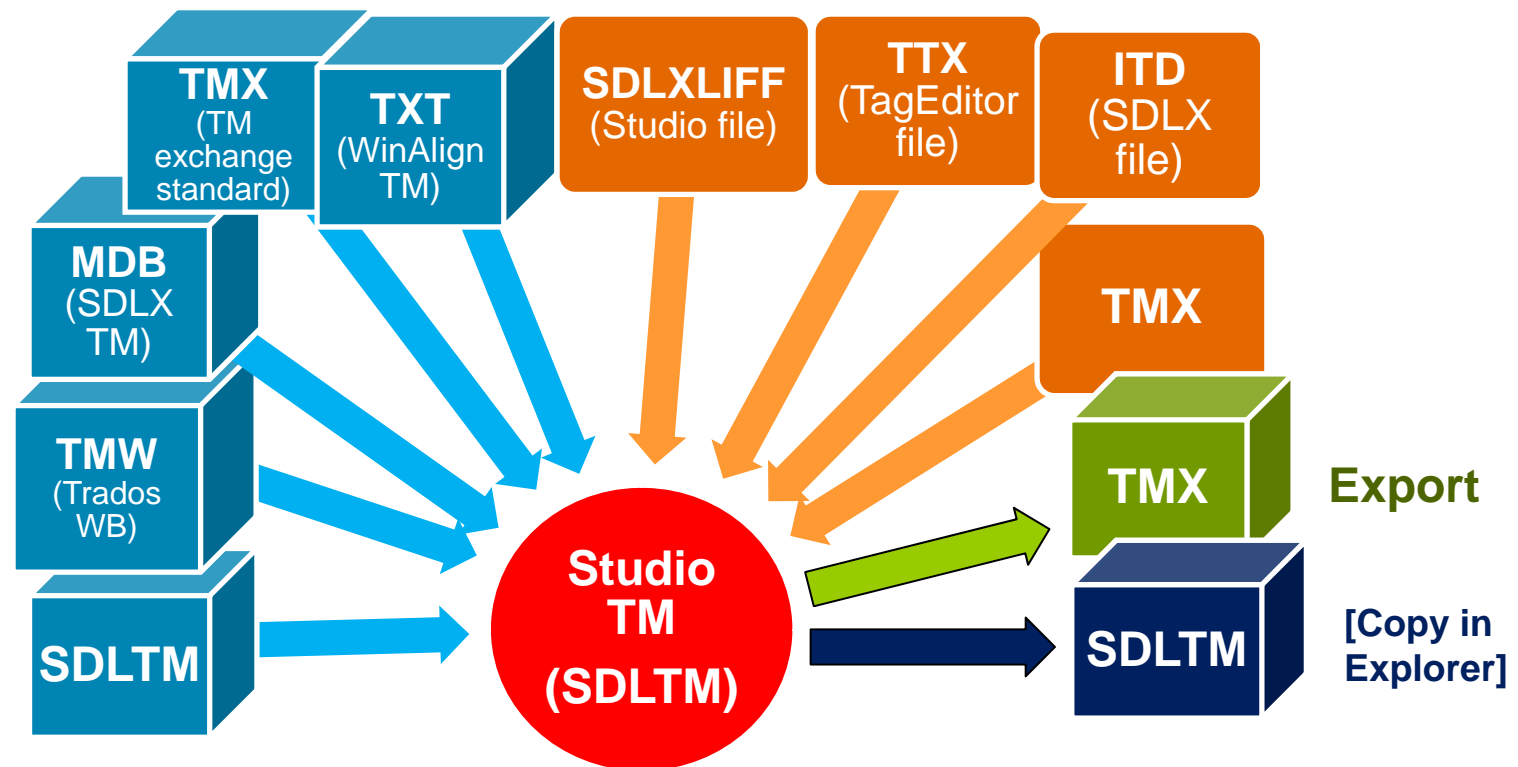 TMX
(TM
exchange
standard)
TXT
(WinAlign
TM)
SDLXLIFF
(Studio file)
TTX
(TagEditor
file)
ITD
(SDLX
file)
MDB
(SDLX
TM)
TMX
TMW
(Trados
WB)
TMX
Export
SDLTM
Studio
TM
(SDLTM)
SDLTM
[Copy in
Explorer]